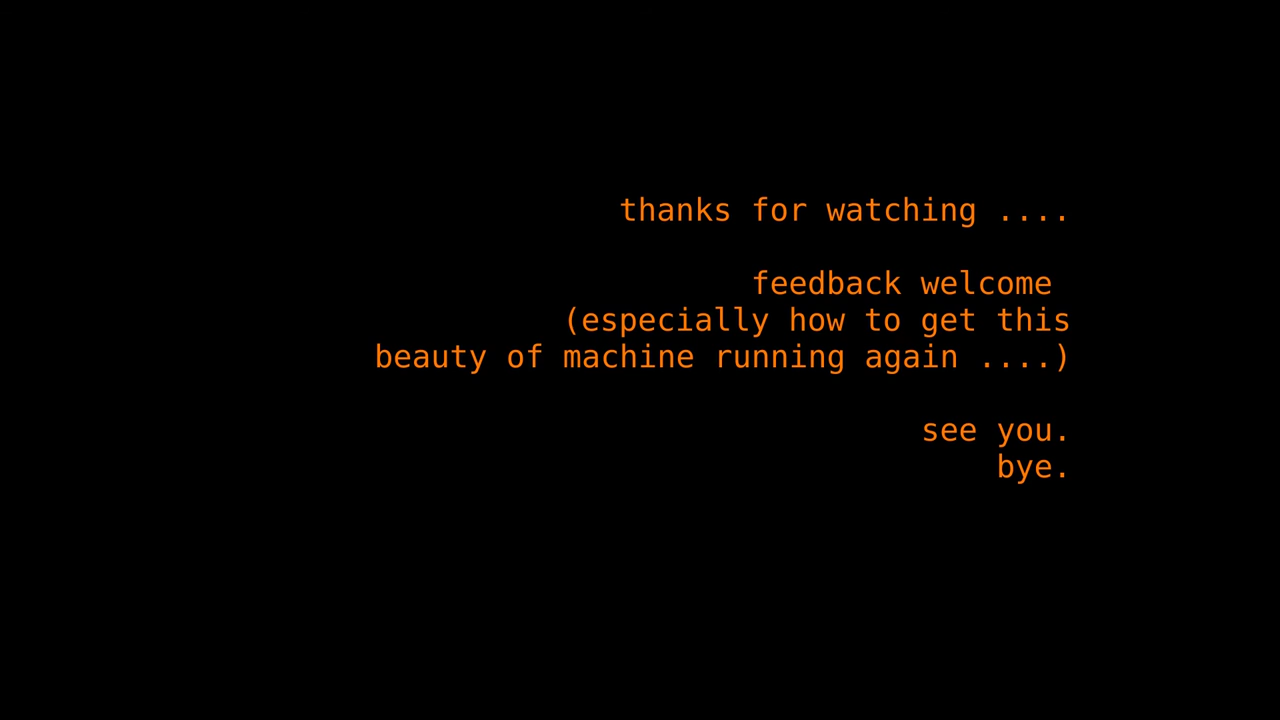 thanks for watching ....
feedback welcome
(especially how to get this
beauty of machine running again ....)
see you.
bye.